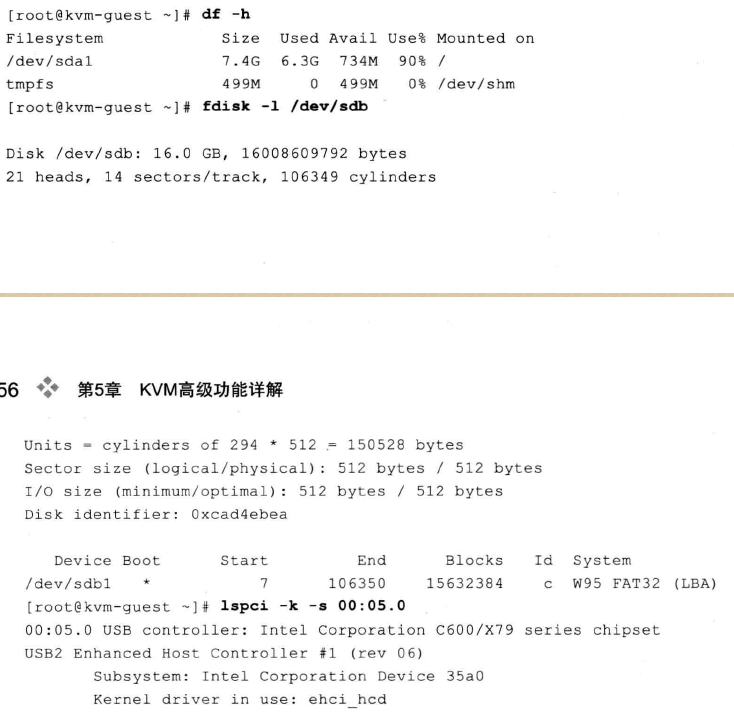 [root@kvm-guest ~]# df -h
Filesystem            Size  Used Avail Use% Mounted on
/dev/sda1             7.4G  6.3G  734M  90% /
tmpfs                 499M     0  499M   0% /dev/shm
[root@kvm-guest ~]# fdisk -l /dev/sdb
Disk /dev/sdb: 16.0 GB, 16008609792 bytes
21 heads, 14 sectors/track, 106349 cylinders
56 第5章 KVM高级功能详解
Units = cylinders of 294 * 512 = 150528 bytes
Sector size (logical/physical): 512 bytes / 512 bytes
I/O size (minimum/optimal): 512 bytes / 512 bytes
Disk identifier: 0xcad4ebea
   Device Boot      Start         End      Blocks   Id  System
/dev/sdb1   *           7      106350    15632384    c  W95 FAT32 (LBA)
[root@kvm-guest ~]# lspci -k -s 00:05.0
00:05.0 USB controller: Intel Corporation C600/X79 series chipset
USB2 Enhanced Host Controller #1 (rev 06)
        Subsystem: Intel Corporation Device 35a0
        Kernel driver in use: ehci_hcd